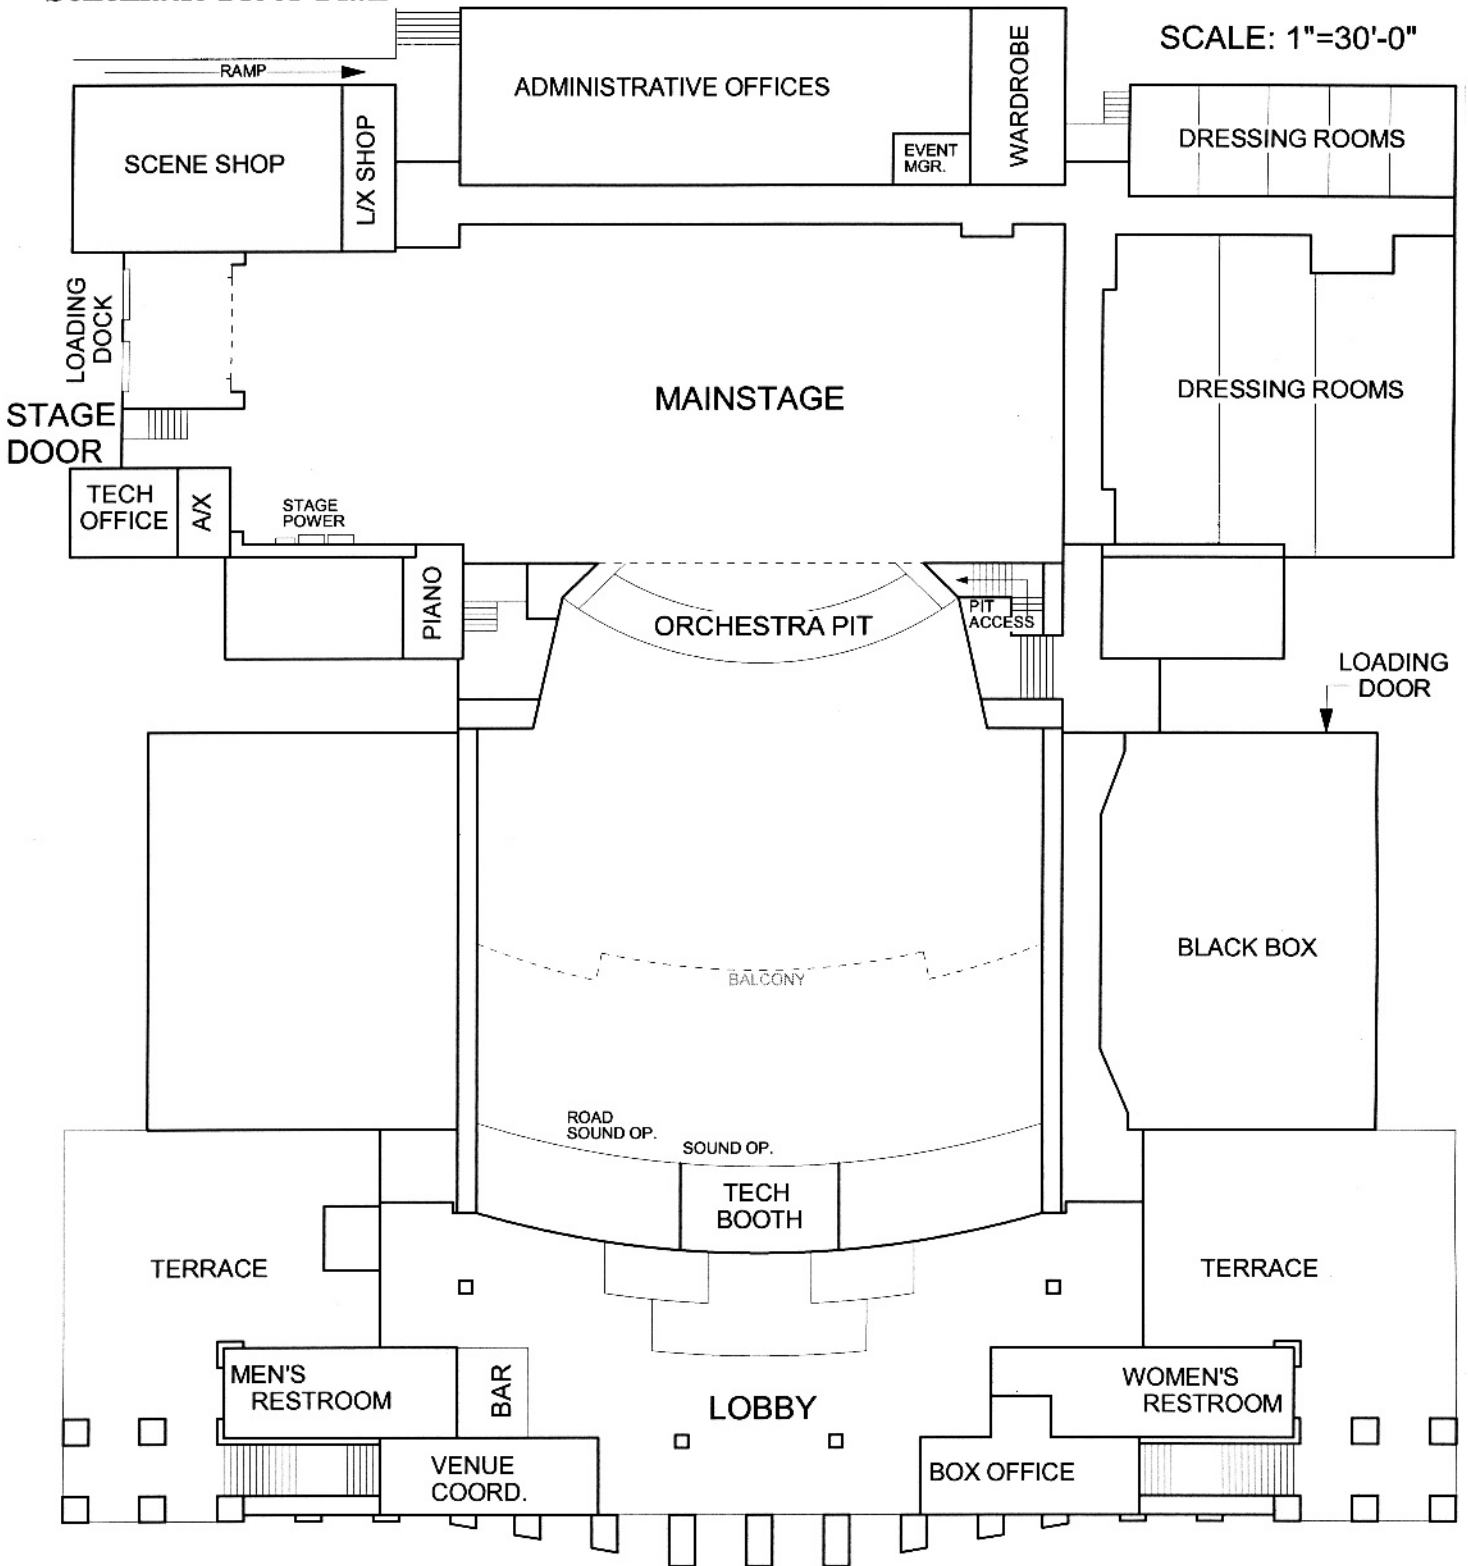 SCALE: 1"=30'-0"
RAMP
ADMINISTRATIVE OFFICES
WARDROBE
EVENT
MGR.
DRESSING ROOMS
SCENE SHOP
L/X SHOP
LOADING
DOCK
MAINSTAGE
DRESSING ROOMS
STAGE
DOOR
TECH
OFFICE
A/X
STAGE
POWER
PIANO
ORCHESTRA PIT
PIT
ACCESS
LOADING
DOOR
BLACK BOX
BALCONY
ROAD
SOUND OP.
SOUND OP.
TECH
BOOTH
TERRACE
TERRACE
MEN'S
RESTROOM
BAR
LOBBY
WOMEN'S
RESTROOM
VENUE
COORD.
BOX OFFICE